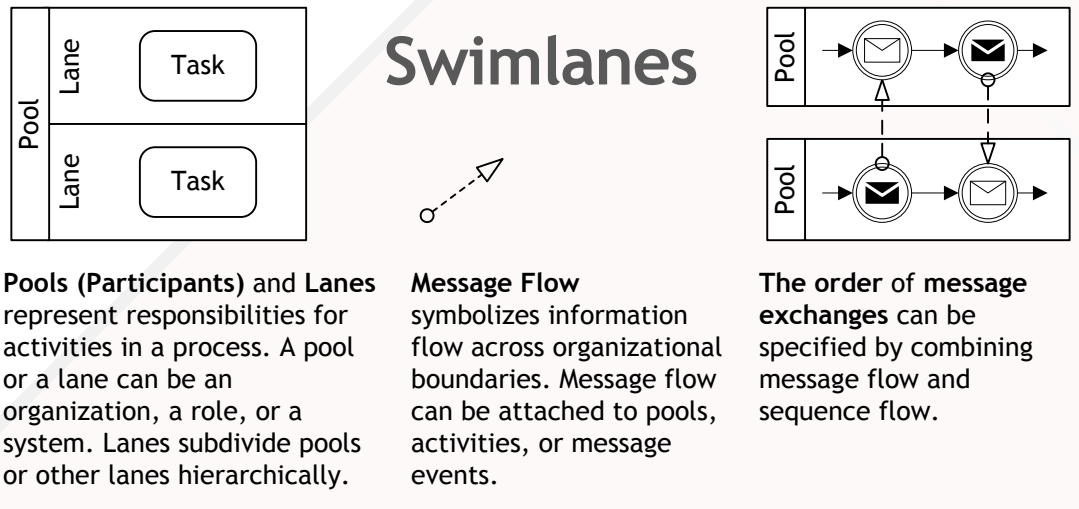 Swimlanes
Pool
Lane
Task
Lane
Task
Pool
Pool
Pools (Participants) and Lanes
represent responsibilities for
activities in a process. A pool
or a lane can be an
organization, a role, or a
system. Lanes subdivide pools
or other lanes hierarchically.
Message Flow
symbolizes information
flow across organizational
boundaries. Message flow
can be attached to pools,
activities, or message
events.
The order of message
exchanges can be
specified by combining
message flow and
sequence flow.